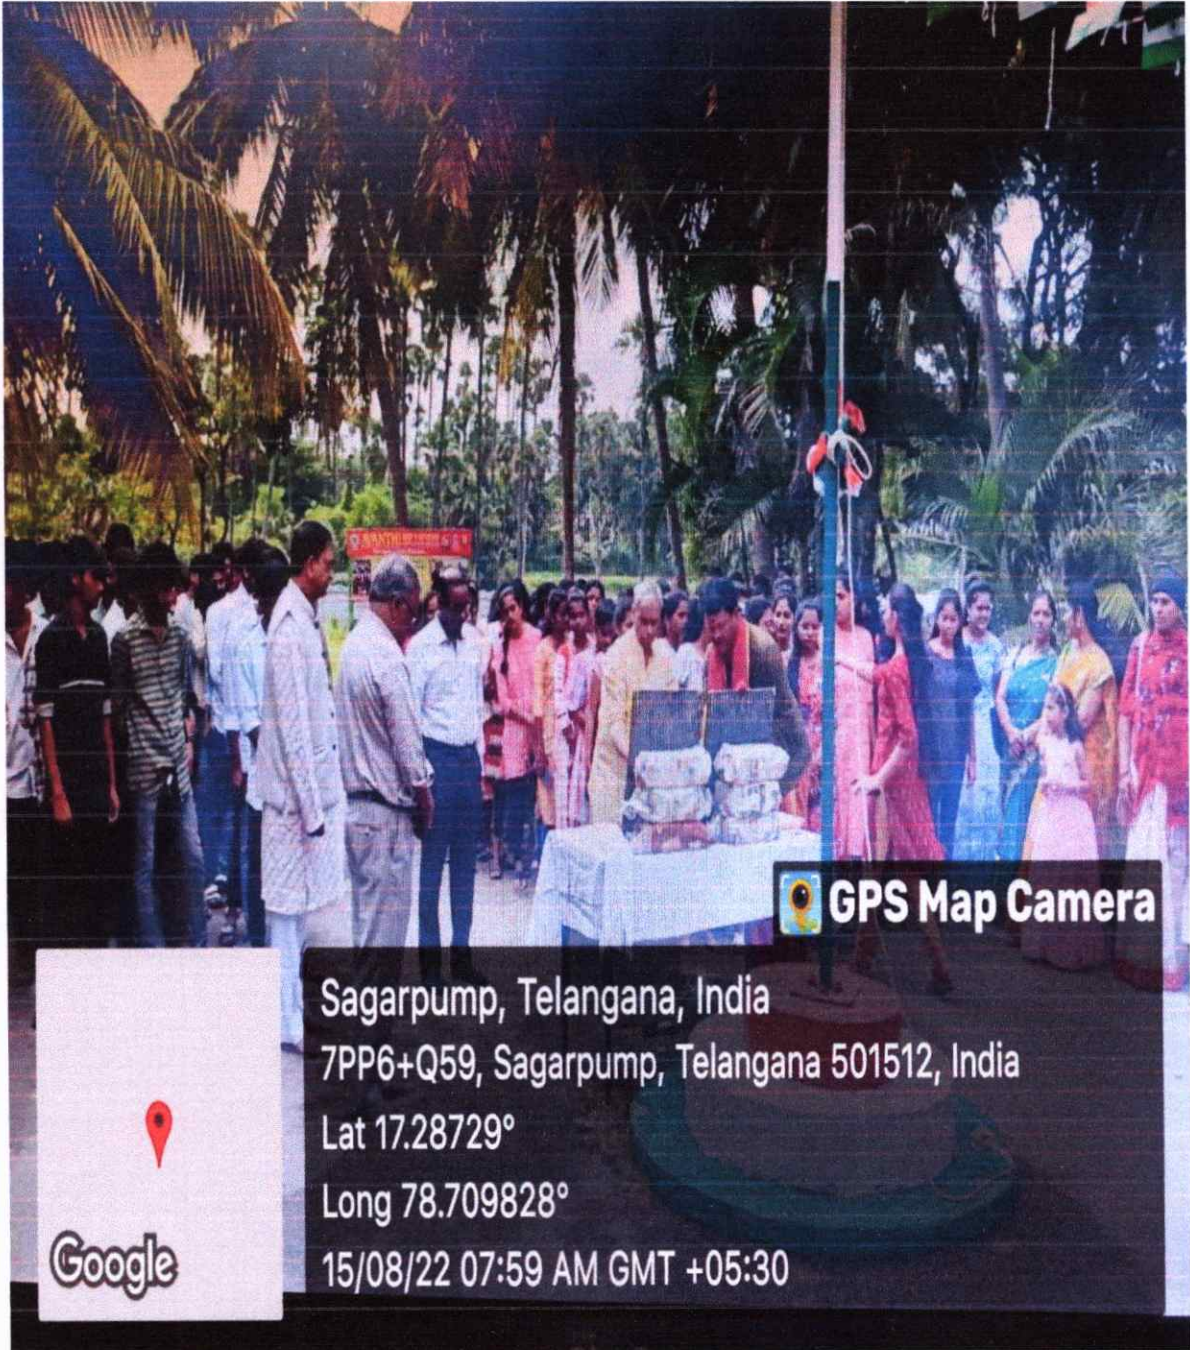 GPS Map Camera
Sagarpump, Telangana, India
7PP6+Q59, Sagarpump, Telangana 501512, India
Lat 17.28729°
Long 78.709828°
15/08/22 07:59 AM GMT +05:30
Google